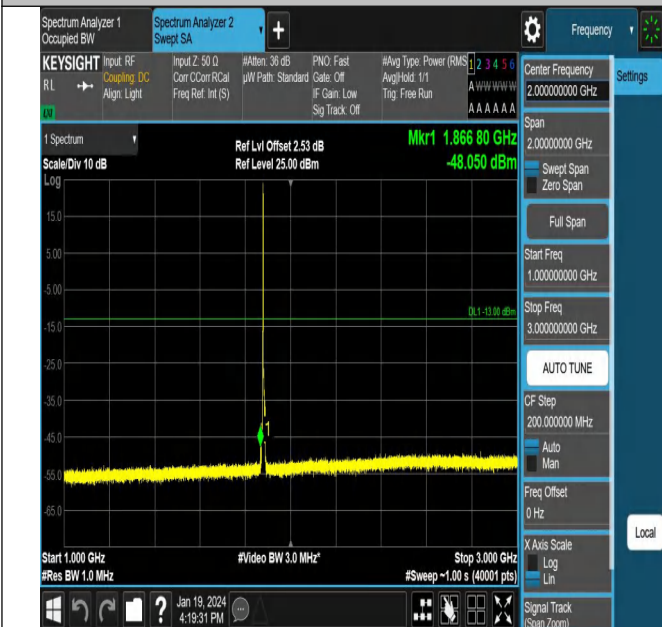 Spectrum Analyzer 1
Occupied BW
Spectrum Analyzer 2
Swept SA
Frequency
KEYSIGHT
RL
Input: RF
Coupling: DC
Align: Light
Input Z: 50 Ω
Corr CCorr RCal
Freq Ref: Int (S)
#Atten: 36 dB
µW Path: Standard
PNO: Fast
Gate: Off
IF Gain: Low
Sig Track: Off
#Avg Type: Power (RMS)
Avg|Hold: 1/1
Trig: Free Run
1 2 3 4 5 6
A W W W W W
A A A A A A
1 Spectrum
Scale/Div 10 dB
Log
Ref Lvl Offset 2.53 dB
Ref Level 25.00 dBm
Mkr1 1.866 80 GHz
-48.050 dBm
15.0
5.00
-5.00
-15.0
-25.0
-35.0
-45.0
-55.0
-65.0
DL1 -13.00 dBm
1
Start 1.000 GHz
#Res BW 1.0 MHz
#Video BW 3.0 MHz*
Stop 3.000 GHz
#Sweep ~1.00 s (40001 pts)
Center Frequency
2.000000000 GHz
Settings
Span
2.00000000 GHz
Swept Span
Zero Span
Full Span
Start Freq
1.000000000 GHz
Stop Freq
3.000000000 GHz
AUTO TUNE
CF Step
200.000000 MHz
Auto
Man
Freq Offset
0 Hz
X Axis Scale
Log
Lin
Local
Signal Track
(Span Zoom)
Jan 19, 2024
4:19:31 PM